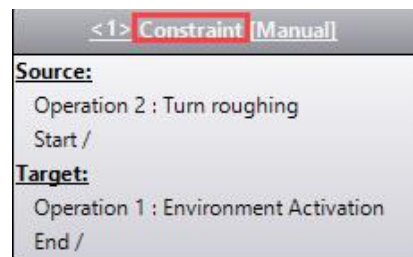 <1> Constraint [Manual]
Source:
Operation 2 : Turn roughing
Start /
Target:
Operation 1 : Environment Activation
End /